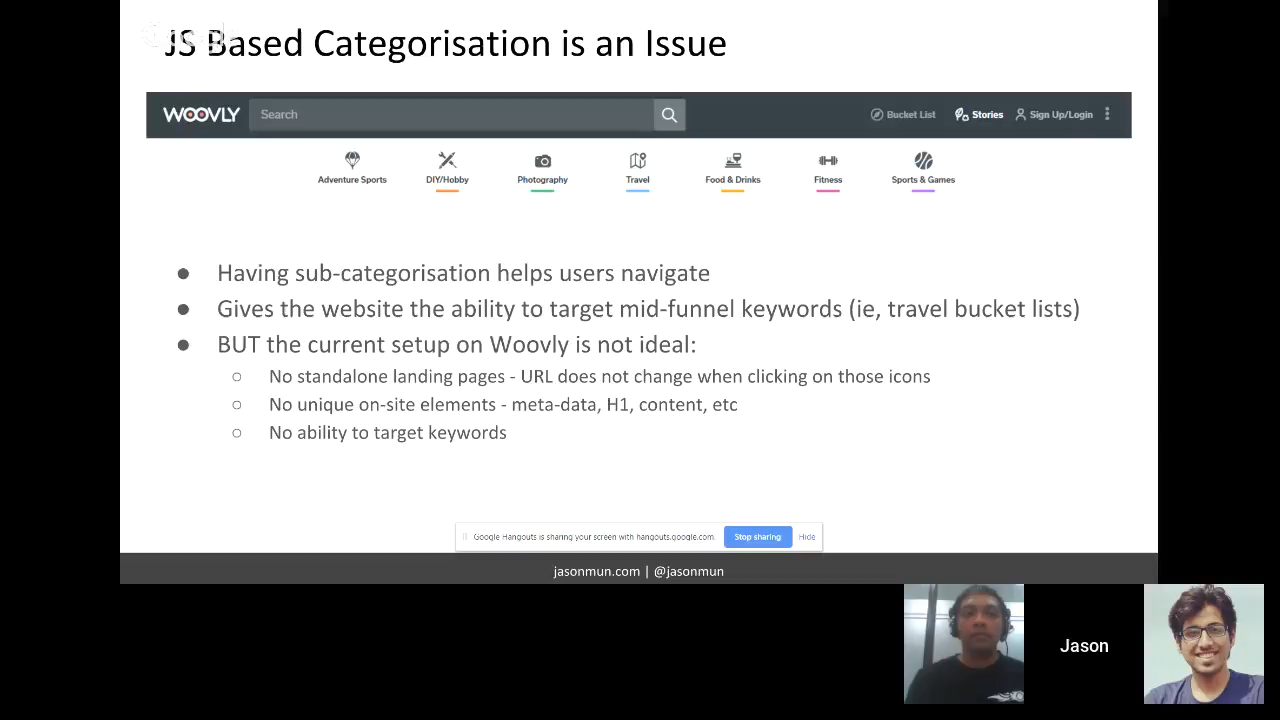 Google
JS Based Categorisation is an Issue
WOOVLY
Search
Bucket List
Stories
Sign Up/Login
Adventure Sports
DIY/Hobby
Photography
Travel
Food & Drinks
Fitness
Sports & Games
● Having sub-categorisation helps users navigate
● Gives the website the ability to target mid-funnel keywords (ie, travel bucket lists)
● BUT the current setup on Woovly is not ideal:
○ No standalone landing pages - URL does not change when clicking on those icons
○ No unique on-site elements - meta-data, H1, content, etc
○ No ability to target keywords
Google Hangouts is sharing your screen with hangouts.google.com.
Stop sharing
Hide
jasonmun.com | @jasonmun
Jason